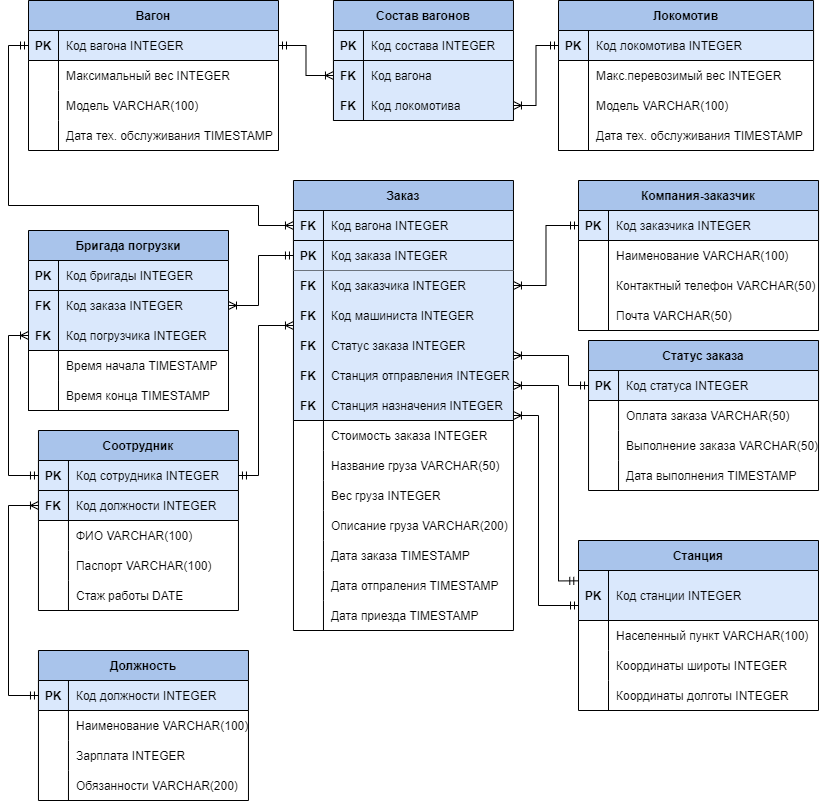 Вагон
PK Код вагона INTEGER
Максимальный вес INTEGER
Модель VARCHAR(100)
Дата тех. обслуживания TIMESTAMP
Состав вагонов
PK Код состава INTEGER
FK Код вагона
FK Код локомотива
Локомотив
PK Код локомотива INTEGER
Макс.перевозимый вес INTEGER
Модель VARCHAR(100)
Дата тех. обслуживания TIMESTAMP
Бригада погрузки
PK Код бригады INTEGER
FK Код заказа INTEGER
FK Код погрузчика INTEGER
Время начала TIMESTAMP
Время конца TIMESTAMP
Заказ
FK Код вагона INTEGER
PK Код заказа INTEGER
FK Код заказчика INTEGER
FK Код машиниста INTEGER
FK Статус заказа INTEGER
FK Станция отправления INTEGER
FK Станция назначения INTEGER
Стоимость заказа INTEGER
Название груза VARCHAR(50)
Вес груза INTEGER
Описание груза VARCHAR(200)
Дата заказа TIMESTAMP
Дата отпраления TIMESTAMP
Дата приезда TIMESTAMP
Компания-заказчик
PK Код заказчика INTEGER
Наименование VARCHAR(100)
Контактный телефон VARCHAR(50)
Почта VARCHAR(50)
Статус заказа
PK Код статуса INTEGER
Оплата заказа VARCHAR(50)
Выполнение заказа VARCHAR(50)
Дата выполнения TIMESTAMP
Соотрудник
PK Код сотрудника INTEGER
FK Код должности INTEGER
ФИО VARCHAR(100)
Паспорт VARCHAR(100)
Стаж работы DATE
Станция
PK Код станции INTEGER
Населенный пункт VARCHAR(100)
Координаты широты INTEGER
Координаты долготы INTEGER
Должность
PK Код должности INTEGER
Наименование VARCHAR(100)
Зарплата INTEGER
Обязанности VARCHAR(200)